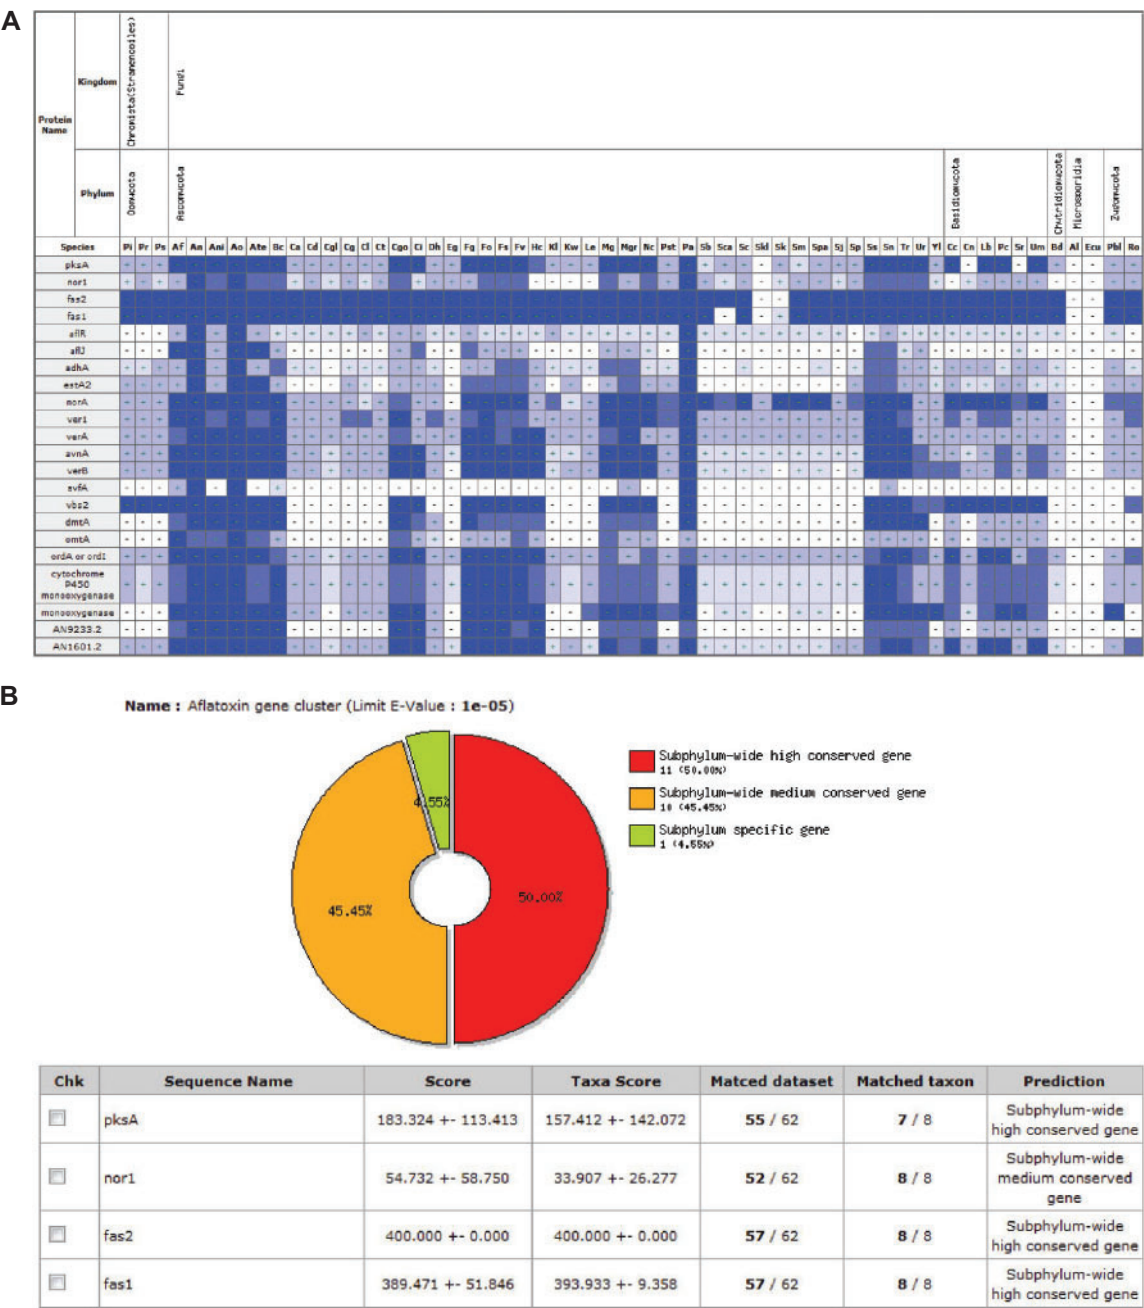 A
Protein Name
Kingdom
Chromista(Stramenopiles)
Fungi
Phylum
Oomycota
Ascomycota
Basidiomycota
Chytridiomycota
Microsporidia
Zygomycota
Species Pi Pr Ps Af An Ani Ao Ate Bc Ca Cd Cgl Cg Cl Ct Cgo Ci Dh Eg Fg Fo Fs Fv Hc Kl Kw Le Mg Mgr Nc Pst Pa Sb Sca Sc Skl Sk Sm Spa Sj Sp Ss Sn Tr Ur Yl Cc Cn Lb Pc Sr Um Bd Al Ecu Pbl Ro
pksA
nor1
fas2
fas1
aflR
aflJ
adhA
estA2
norA
ver1
verA
avnA
verB
avfA
vbs2
dmtA
omtA
ordA or ord1
cytochrome
P450
monooxygenase
monooxygenase
AN9233.2
AN1601.2
B
Name : Aflatoxin gene cluster (Limit E-Value : 1e-05)
4.55%
45.45%
50.00%
Subphylum-wide high conserved gene
11 (50.00%)
Subphylum-wide medium conserved gene
10 (45.45%)
Subphylum specific gene
1 (4.55%)
Chk Sequence Name Score Taxa Score Matced dataset Matched taxon Prediction
pksA 183.324 +- 113.413 157.412 +- 142.072 55 / 62 7 / 8 Subphylum-wide high conserved gene
nor1 54.732 +- 58.750 33.907 +- 26.277 52 / 62 8 / 8 Subphylum-wide medium conserved gene
fas2 400.000 +- 0.000 400.000 +- 0.000 57 / 62 8 / 8 Subphylum-wide high conserved gene
fas1 389.471 +- 51.846 393.933 +- 9.358 57 / 62 8 / 8 Subphylum-wide high conserved gene